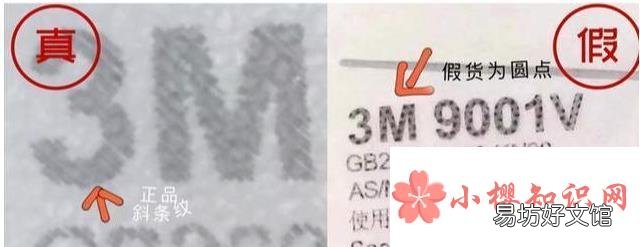 真
3M
正品
斜条纹
假
假货为圆点
3M 9001V
GB2
AS/N
使用
小樱知识网
易坊好文馆